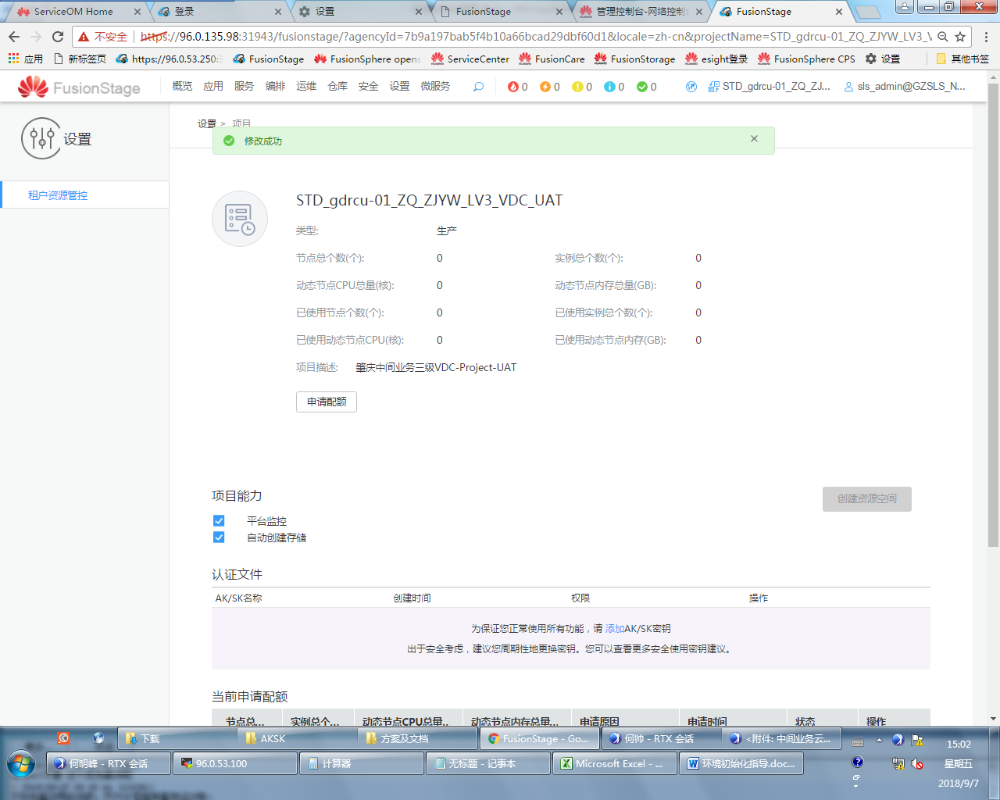 ServiceOM Home
登录
设置
FusionStage
管理控制台-网络控制
FusionStage
不安全 https://96.0.135.98:31943/fusionstage/?agencyId=7b9a197bab5f4b10a66bcad29dbf60d1&locale=zh-cn&projectName=STD_gdrcu-01_ZQ_ZJYW_LV3_V
应用 新标签页 https://96.0.53.250: FusionStage FusionSphere opens ServiceCenter FusionCare FusionStorage esight登录 FusionSphere CPS 设置 其他书签
HUAWEI FusionStage 概览 应用 服务 编排 运维 仓库 安全 设置 微服务 0 0 0 0 0 STD_gdrcu-01_ZQ_ZJ... sls_admin@GZSLS_N...
设置
租户资源管控
设置 > 项目
修改成功
STD_gdrcu-01_ZQ_ZJYW_LV3_VDC_UAT
类型: 生产
节点总个数(个): 0 实例总个数(个): 0
动态节点CPU总量(核): 0 动态节点内存总量(GB): 0
已使用节点个数(个): 0 已使用实例总个数(个): 0
已使用动态节点CPU(核): 0 已使用动态节点内存(GB): 0
项目描述: 肇庆中间业务三级VDC-Project-UAT
申请配额
项目能力 创建资源空间
平台监控
自动创建存储
认证文件
AK/SK名称 创建时间 权限 操作
为保证您正常使用所有功能，请 添加AK/SK密钥
出于安全考虑，建议您周期性地更换密钥。您可以查看更多安全使用密钥建议。
当前申请配额
节点总... 实例总个... 动态节点CPU总量... 动态节点内存总量... 申请原因 申请时间 状态 操作
下载 AKSK 方案及文档 FusionStage - Go... 何帅 - RTX 会话 <附件: 中间业务云... 15:02
何明峰 - RTX 会话 96.0.53.100 计算器 无标题 - 记事本 Microsoft Excel - ... 环境初始化指导.doc... 星期五
2018/9/7